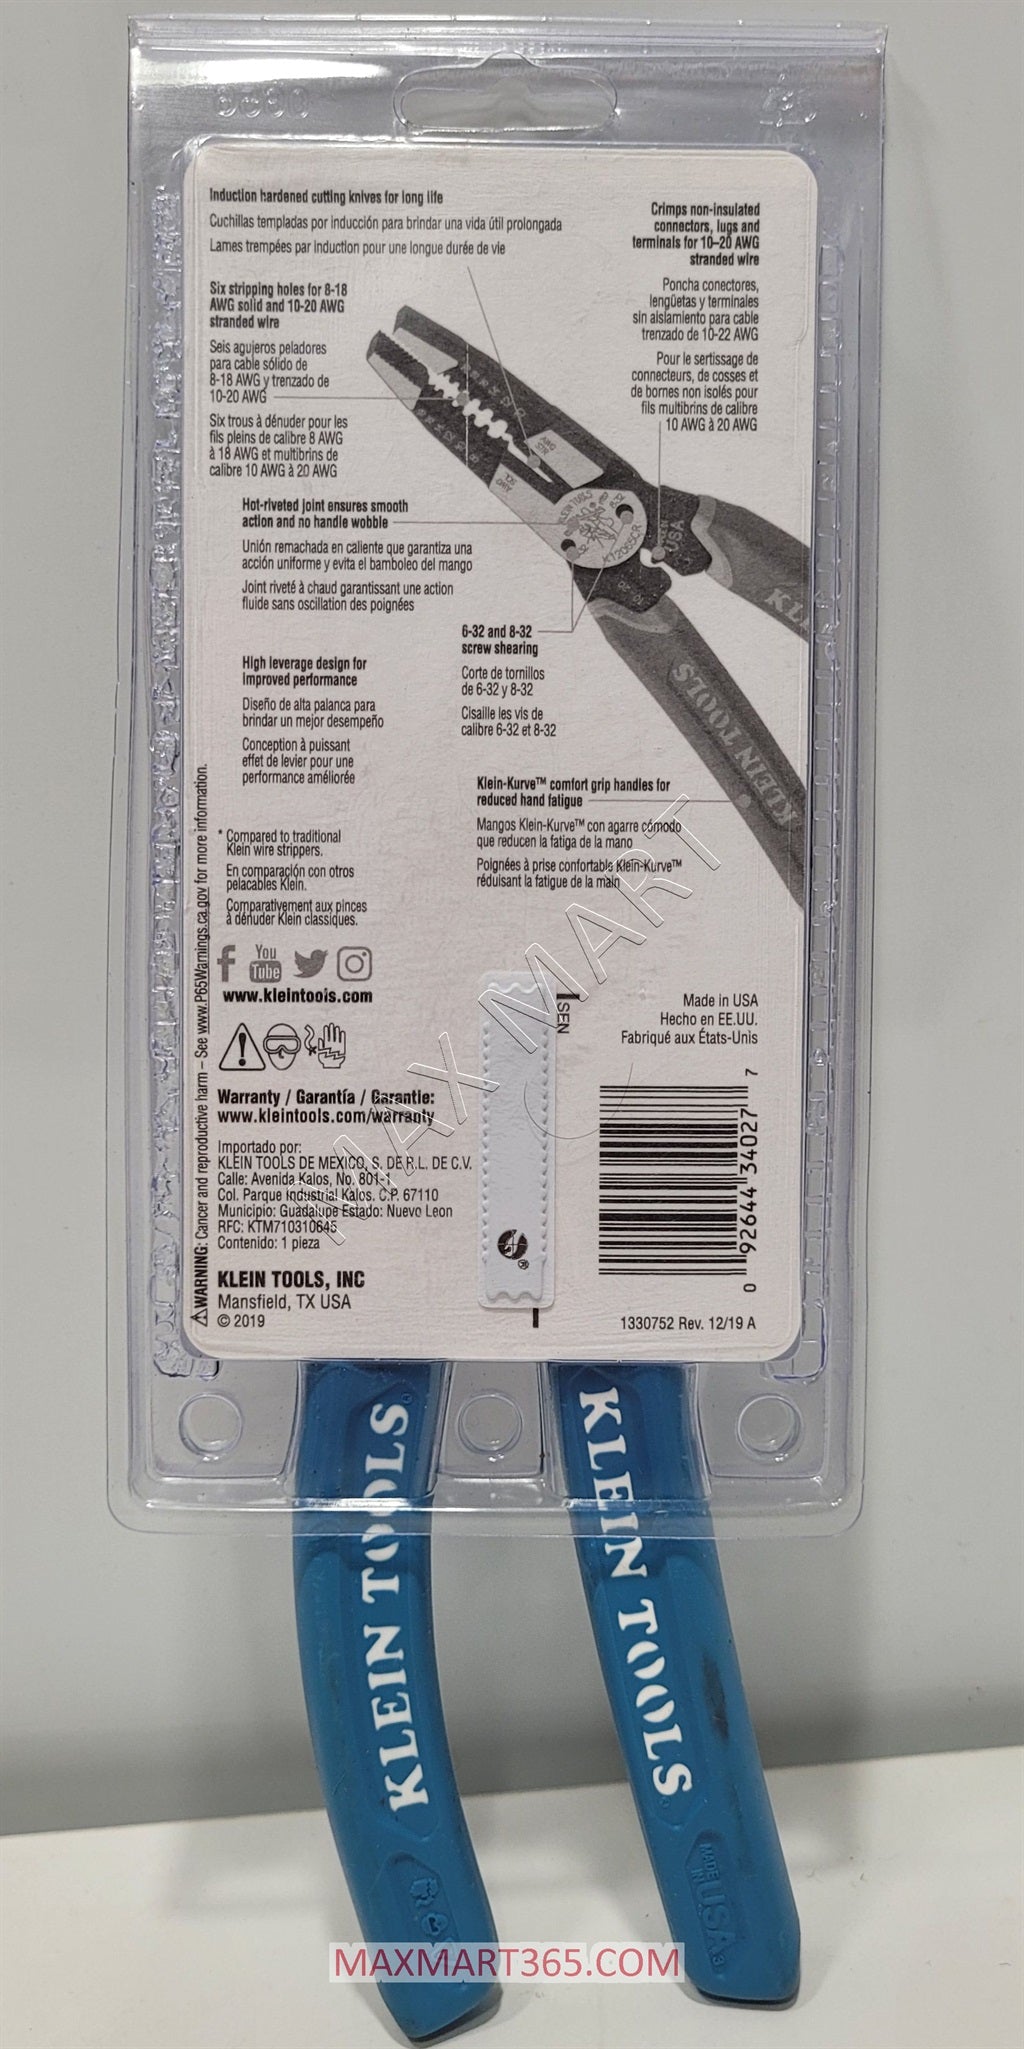 Induction hardened cutting knives for long life
Cuchillas templadas por inducción para brindar una vida útil prolongada
Lames trempées par induction pour une longue durée de vie
Six stripping holes for 8-18
AWG solid and 10-20 AWG
stranded wire
Seis agujeros peladores
para cable sólido de
8-18 AWG y trenzado de
10-20 AWG
Six trous à dénuder pour les
fils pleins de calibre 8 AWG
à 18 AWG et multibrins de
calibre 10 AWG à 20 AWG
Crimps non-insulated
connectors, lugs and
terminals for 10–20 AWG
stranded wire
Poncha conectores,
lengüetas y terminales
sin aislamiento para cable
trenzado de 10-22 AWG
Pour le sertissage de
connecteurs, de cosses et
de bornes non isolés pour
fils multibrins de calibre
10 AWG à 20 AWG
Hot-riveted joint ensures smooth
action and no handle wobble
Unión remachada en caliente que garantiza una
acción uniforme y evita el bamboleo del mango
Joint riveté à chaud garantissant une action
fluide sans oscillation des poignées
KLEIN TOOLS
USA
KLEIN TOOLS
6-32 and 8-32
screw shearing
Corte de tornillos
de 6-32 y 8-32
Cisaille les vis de
calibre 6-32 et 8-32
High leverage design for
improved performance
Diseño de alta palanca para
brindar un mejor desempeño
Conception à puissant
effet de levier pour une
performance améliorée
Klein-Kurve™ comfort grip handles for
reduced hand fatigue
Mangos Klein-Kurve™ con agarre cómodo
que reducen la fatiga de la mano
Poignées à prise confortable Klein-Kurve™
réduisant la fatigue de la main
* Compared to traditional
Klein wire strippers.
En comparación con otros
pelacables Klein.
Comparativement aux pinces
à dénuder Klein classiques.
You
Tube
www.kleintools.com
Warranty / Garantía / Garantie:
www.kleintools.com/warranty
Importado por:
KLEIN TOOLS DE MEXICO, S. DE R.L. DE C.V.
Calle: Avenida Kalos, No. 801-1
Col. Parque Industrial Kalos. C.P. 67110
Municipio: Guadalupe Estado: Nuevo Leon
RFC: KTM710310645
Contenido: 1 pieza
KLEIN TOOLS, INC
Mansfield, TX USA
© 2019
⚠WARNING: Cancer and reproductive harm – See www.P65Warnings.ca.gov for more information.
SEN
Made in USA
Hecho en EE.UU.
Fabriqué aux États-Unis
0 92644 34027 7
1330752 Rev. 12/19 A
MAX MART
KLEIN TOOLS
KLEIN TOOLS
MADE
IN
USA
MAXMART365.COM